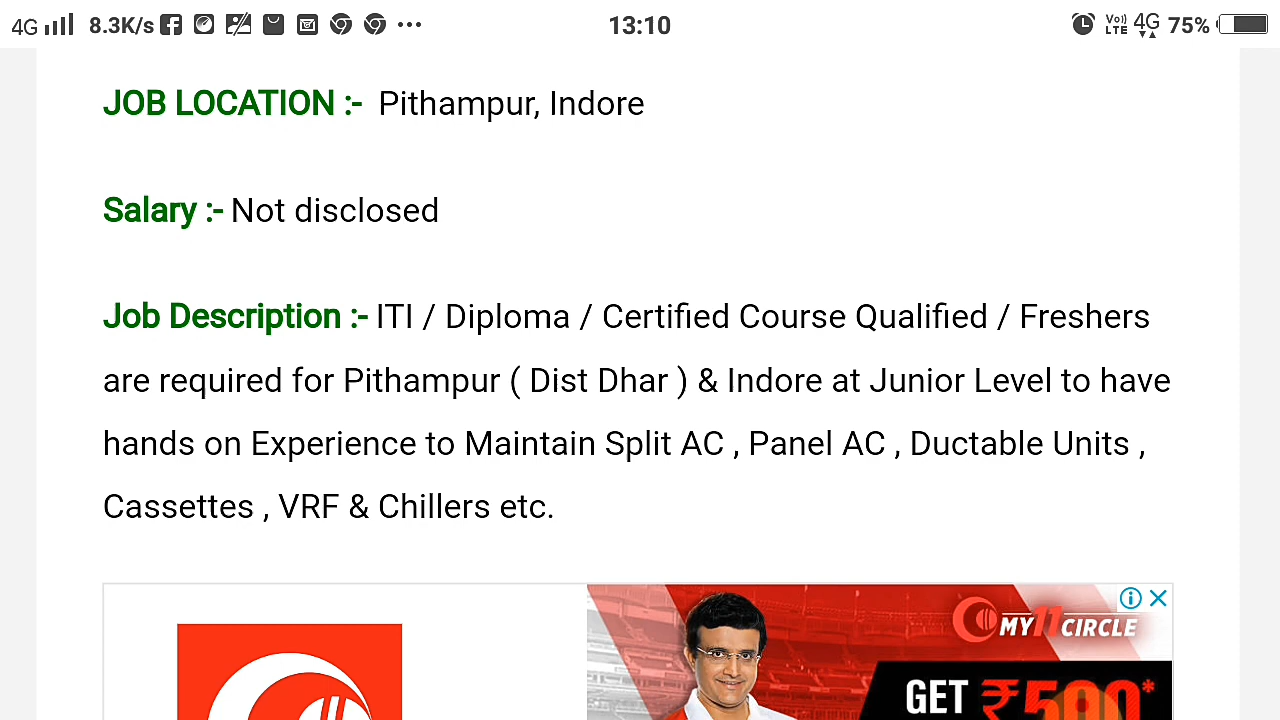 4G 8.3K/s 13:10 Vo)) LTE 4G 75%
JOB LOCATION :- Pithampur, Indore
Salary :- Not disclosed
Job Description :- ITI / Diploma / Certified Course Qualified / Freshers
are required for Pithampur ( Dist Dhar ) & Indore at Junior Level to have
hands on Experience to Maintain Split AC , Panel AC , Ductable Units ,
Cassettes , VRF & Chillers etc.
MY11CIRCLE
GET ₹500*